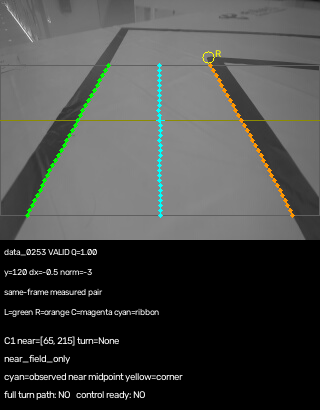 R
data_0253 VALID Q=1.00
y=120 dx=-0.5 norm=-3
same-frame measured pair
L=green R=orange C=magenta cyan=ribbon
C1 near=[65, 215] turn=None
near_field_only
cyan=observed near midpoint yellow=corner
full turn path: NO control ready: NO